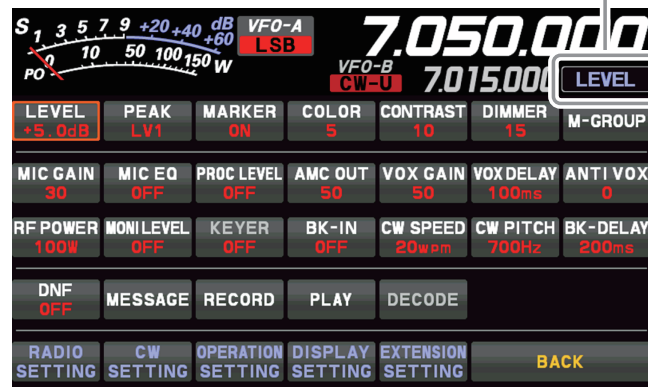 S 1 3 5 7 9 +20 +40 +60 dB VFO-A
LSB
7.050.0
PO 0 10 50 100 150 W
VFO-B
CW-U
7.015.000
LEVEL
LEVEL PEAK MARKER COLOR CONTRAST DIMMER M-GROUP
+5.0dB LV1 ON 5 10 15
MIC GAIN MIC EQ PROC LEVEL AMC OUT VOX GAIN VOX DELAY ANTI VOX
30 OFF OFF 50 50 100ms 0
RF POWER MONI LEVEL KEYER BK-IN CW SPEED CW PITCH BK-DELAY
100W OFF OFF OFF 20wpm 700Hz 200ms
DNF MESSAGE RECORD PLAY DECODE
OFF
RADIO CW OPERATION DISPLAY EXTENSION
SETTING SETTING SETTING SETTING SETTING
BACK